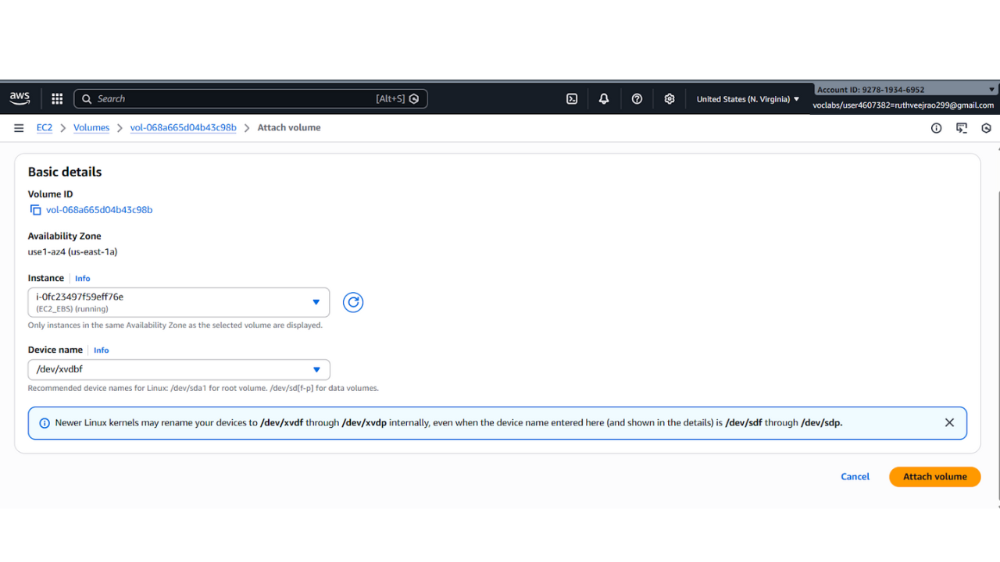 aws
Search [Alt+S]
United States (N. Virginia)
Account ID: 9278-1934-6952
voclabs/user4607382=ruthveejrao299@gmail.com
EC2 > Volumes > vol-068a665d04b43c98b > Attach volume
Basic details
Volume ID
vol-068a665d04b43c98b
Availability Zone
use1-az4 (us-east-1a)
Instance | Info
i-0fc23497f59eff76e
(EC2_EBS) (running)
Only instances in the same Availability Zone as the selected volume are displayed.
Device name | Info
/dev/xvdbf
Recommended device names for Linux: /dev/sda1 for root volume. /dev/sd[f-p] for data volumes.
Newer Linux kernels may rename your devices to /dev/xvdf through /dev/xvdp internally, even when the device name entered here (and shown in the details) is /dev/sdf through /dev/sdp.
Cancel Attach volume